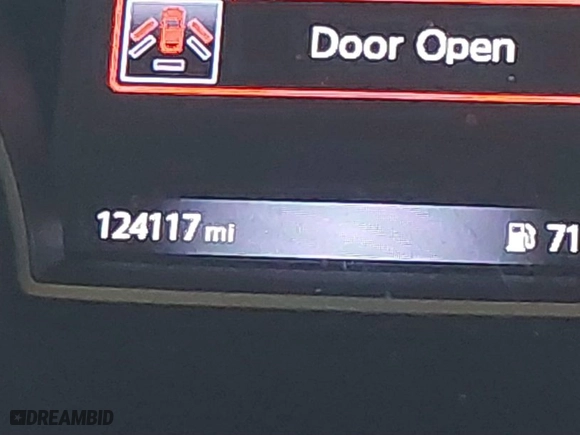 Door Open
124117 mi
71
DREAMBID